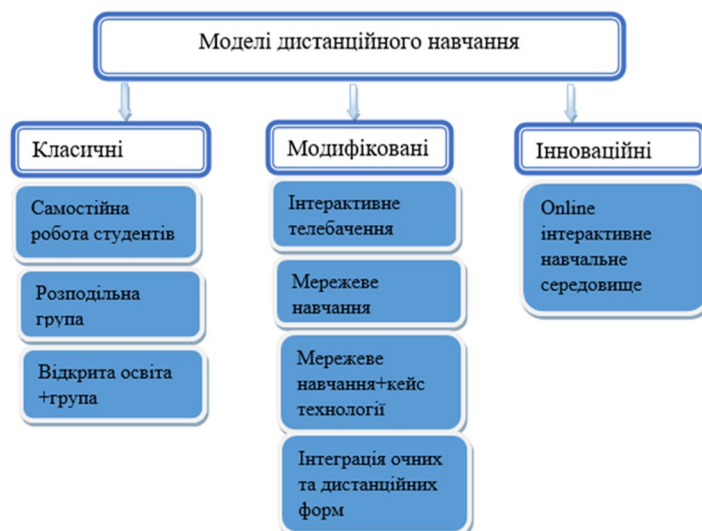 Моделі дистанційного навчання
Класичні
Самостійна
робота студентів
Розподільна
група
Відкрита освіта
+група
Модифіковані
Інтерактивне
телебачення
Мережеве
навчання
Мережеве
навчання+кейс
технології
Інтеграція очних
та дистанційних
форм
Інноваційні
Online
інтерактивне
навчальне
середовище